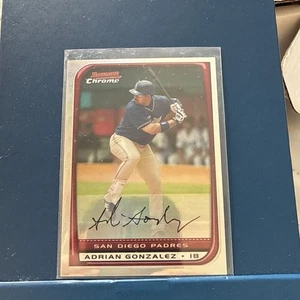 Bowman
Chrome
SAN DIEGO PADRES
ADRIAN GONZALEZ • 1B